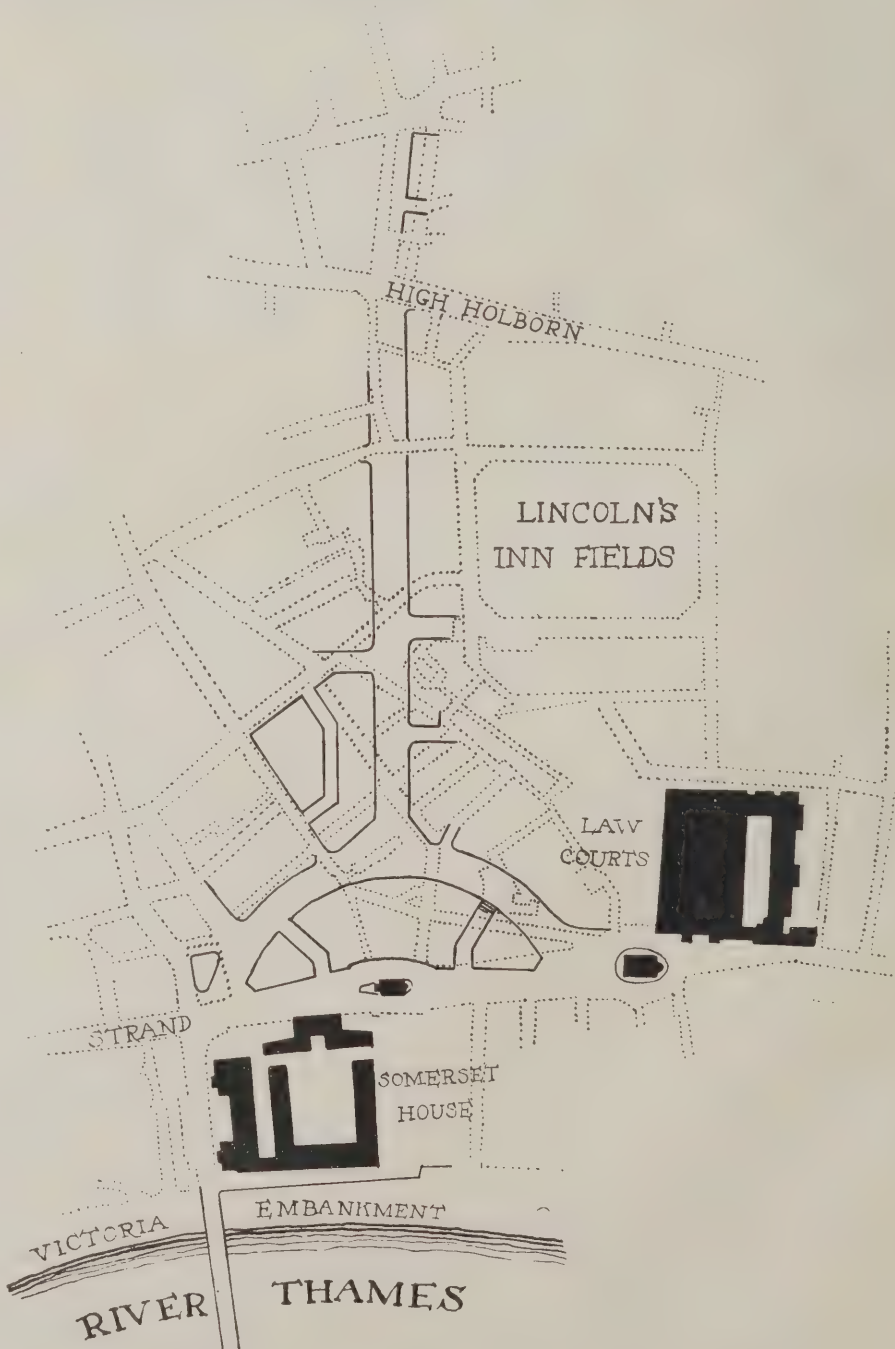 HIGH HOLBORN
LINCOLN'S
INN FIELDS
LAW
COURTS
STRAND
SOMERSET
HOUSE
VICTORIA EMBANKMENT
RIVER THAMES